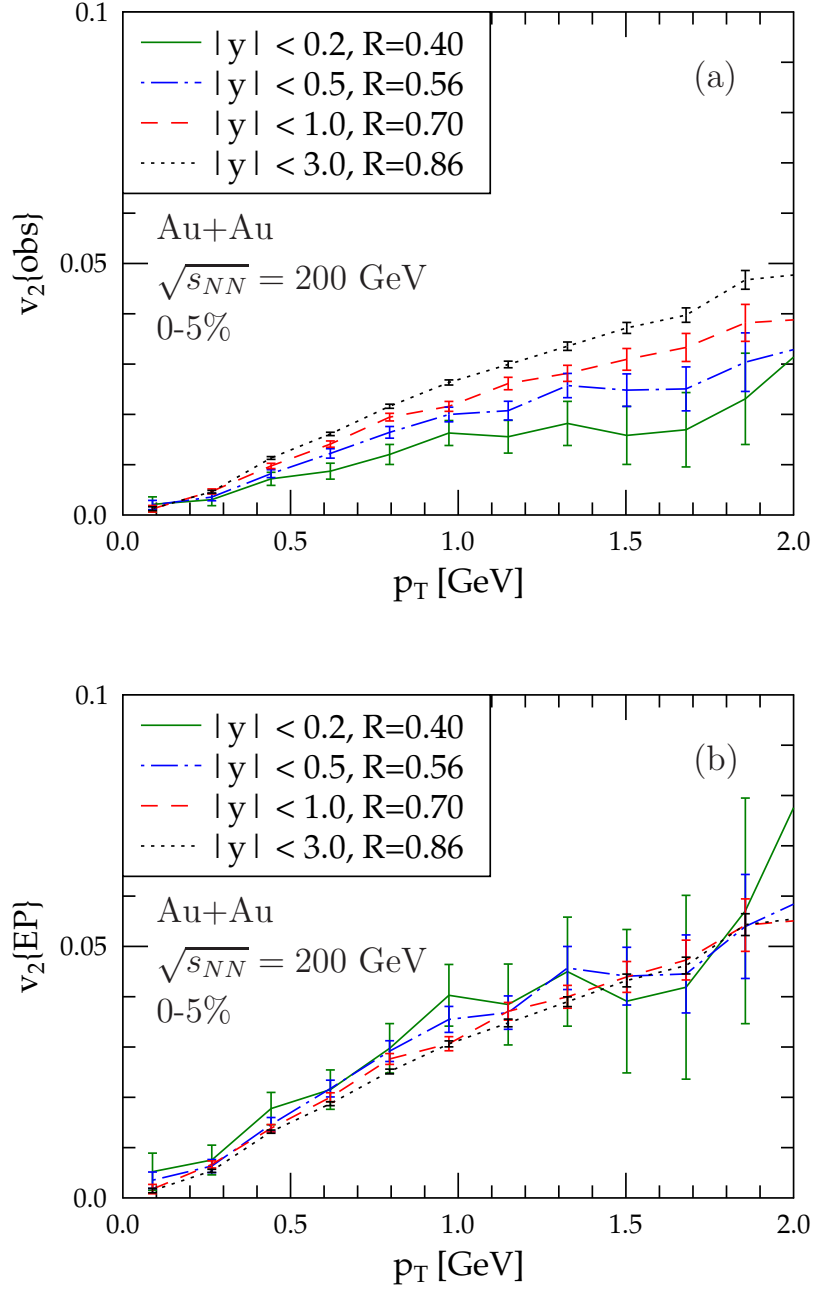 0.1
| y | < 0.2, R=0.40
| y | < 0.5, R=0.56
| y | < 1.0, R=0.70
| y | < 3.0, R=0.86
(a)
Au+Au
√s_NN = 200 GeV
0-5%
0.05
v₂{obs}
0.0
0.0 0.5 1.0 1.5 2.0
p_T [GeV]
0.1
| y | < 0.2, R=0.40
| y | < 0.5, R=0.56
| y | < 1.0, R=0.70
| y | < 3.0, R=0.86
(b)
Au+Au
√s_NN = 200 GeV
0-5%
0.05
v₂{EP}
0.0
0.0 0.5 1.0 1.5 2.0
p_T [GeV]